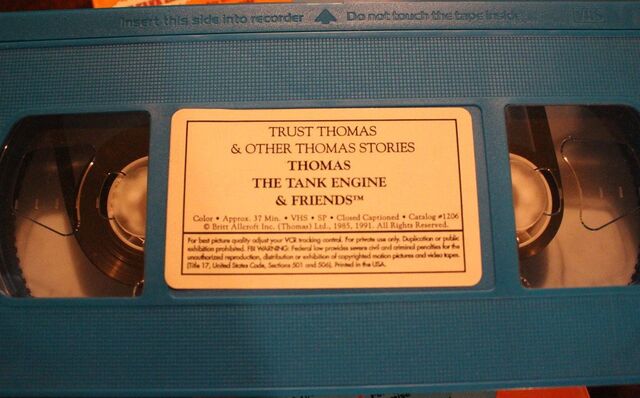 Insert this side into recorder Do not touch the tape inside
VHS
TRUST THOMAS
& OTHER THOMAS STORIES
THOMAS
THE TANK ENGINE
& FRIENDS™
Color • Approx. 37 Min. • VHS • SP • Closed Captioned • Catalog #1206
© Britt Allcroft Inc. (Thomas) Ltd., 1985, 1991. All Rights Reserved.
For best picture quality adjust your VCR tracking control. For private use only. Duplication or public
exhibition prohibited. FBI WARNING: Federal law provides severe civil and criminal penalties for the
unauthorized reproduction, distribution or exhibition of copyrighted motion pictures and video tapes.
(Title 17, United States Code, Sections 501 and 506). Printed in the USA.